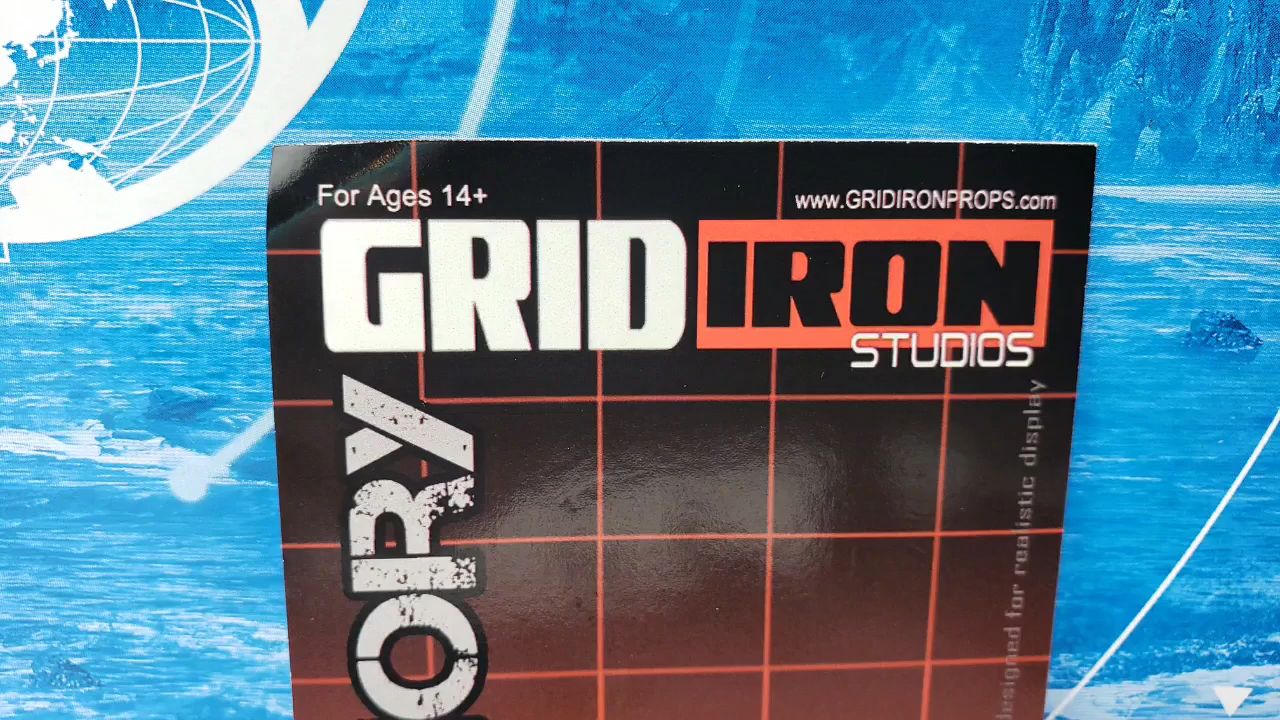 For Ages 14+
www.GRIDIRONPROPS.com
GRID IRON
STUDIOS
ORY
designed for realistic display